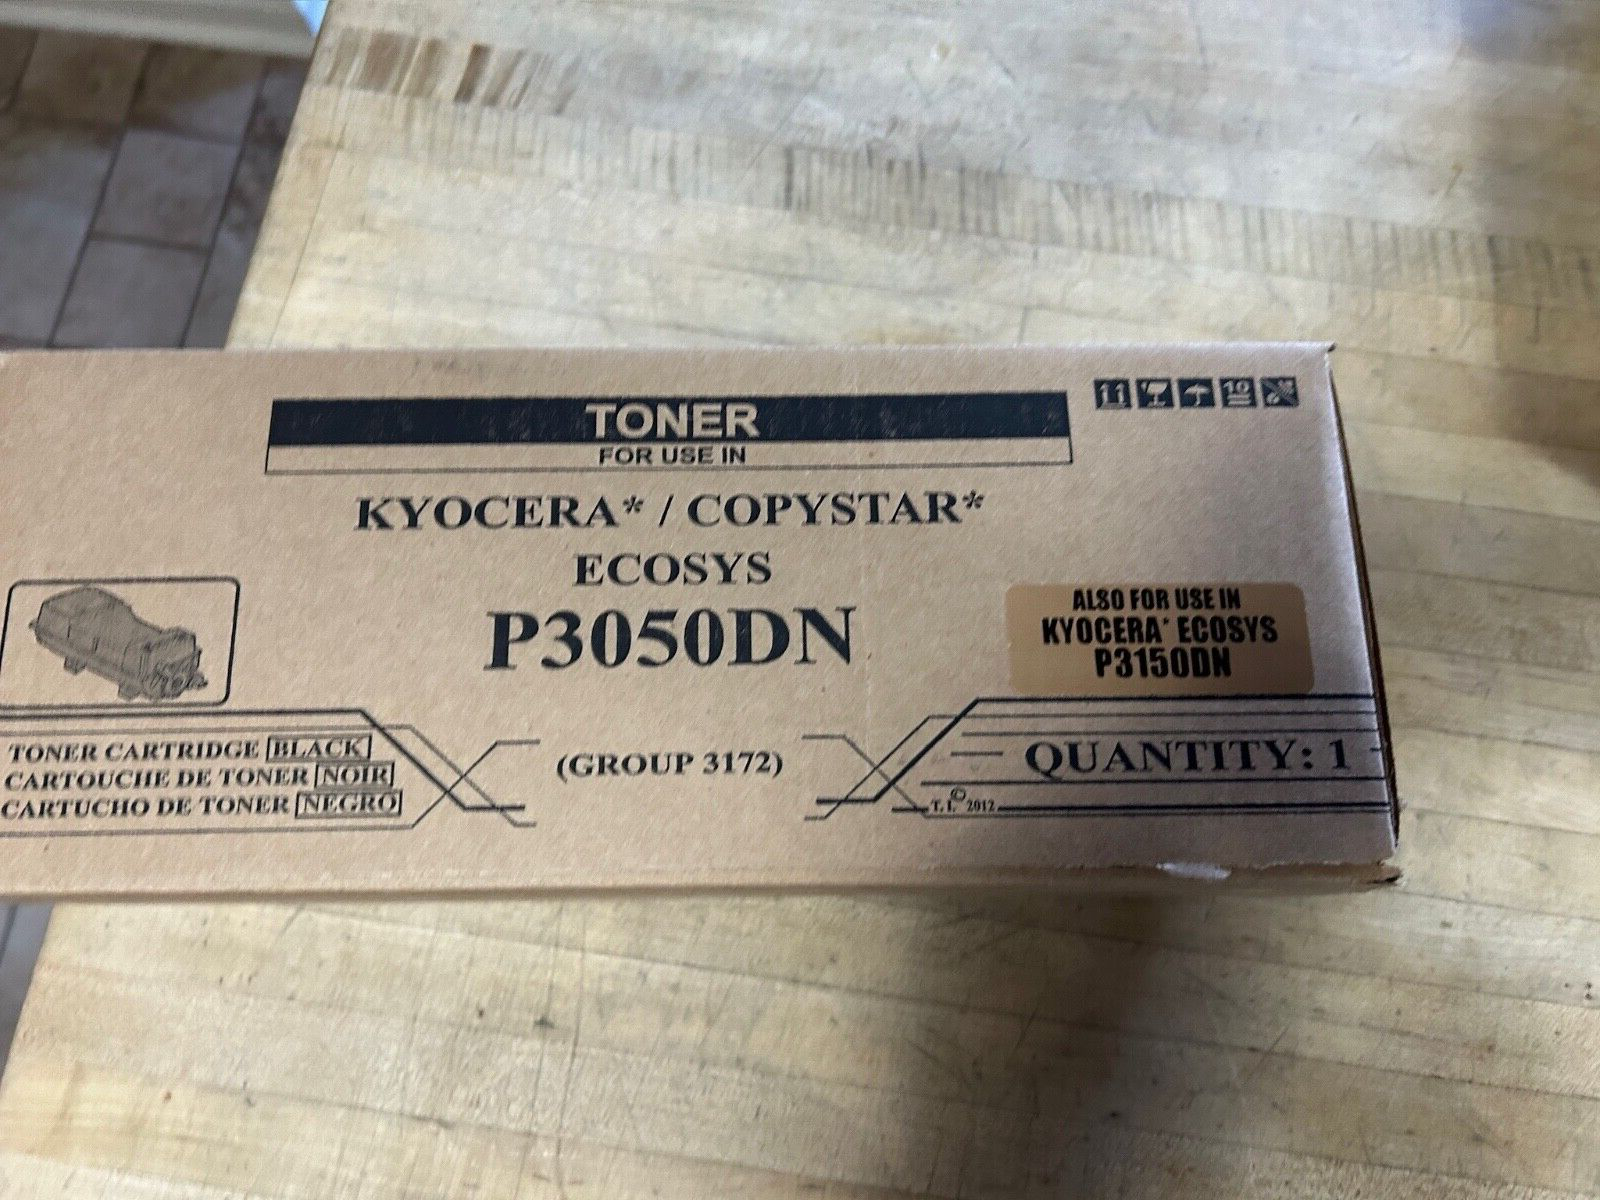 TONER
FOR USE IN
KYOCERA* / COPYSTAR*
ECOSYS
P3050DN
ALSO FOR USE IN
KYOCERA* ECOSYS
P3150DN
TONER CARTRIDGE BLACK
CARTOUCHE DE TONER NOIR
CARTUCHO DE TONER NEGRO
(GROUP 3172)
QUANTITY: 1
T. I. © 2012
10